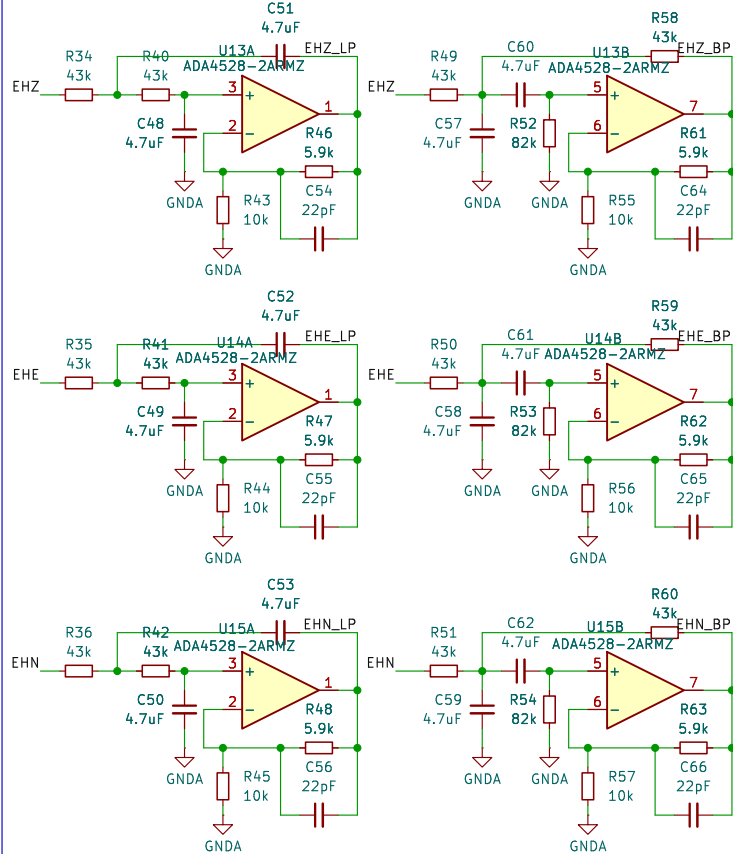 C51
4.7uF
EHZ_LP
R34
43k
R40
43k
U13A
ADA4528-2ARMZ
EHZ
3
+
2
−
1
C48
4.7uF
R46
5.9k
GNDA
R43
10k
C54
22pF
GNDA
R58
43k
EHZ_BP
R49
43k
C60
4.7uF
U13B
ADA4528-2ARMZ
EHZ
5
+
6
−
7
C57
4.7uF
R52
82k
R61
5.9k
GNDA
GNDA
R55
10k
C64
22pF
GNDA
C52
4.7uF
EHE_LP
R35
43k
R41
43k
U14A
ADA4528-2ARMZ
EHE
3
+
2
−
1
C49
4.7uF
R47
5.9k
GNDA
R44
10k
C55
22pF
GNDA
R59
43k
EHE_BP
R50
43k
C61
4.7uF
U14B
ADA4528-2ARMZ
EHE
5
+
6
−
7
C58
4.7uF
R53
82k
R62
5.9k
GNDA
GNDA
R56
10k
C65
22pF
GNDA
C53
4.7uF
EHN_LP
R36
43k
R42
43k
U15A
ADA4528-2ARMZ
EHN
3
+
2
−
1
C50
4.7uF
R48
5.9k
GNDA
R45
10k
C56
22pF
GNDA
R60
43k
EHN_BP
R51
43k
C62
4.7uF
U15B
ADA4528-2ARMZ
EHN
5
+
6
−
7
C59
4.7uF
R54
82k
R63
5.9k
GNDA
GNDA
R57
10k
C66
22pF
GNDA